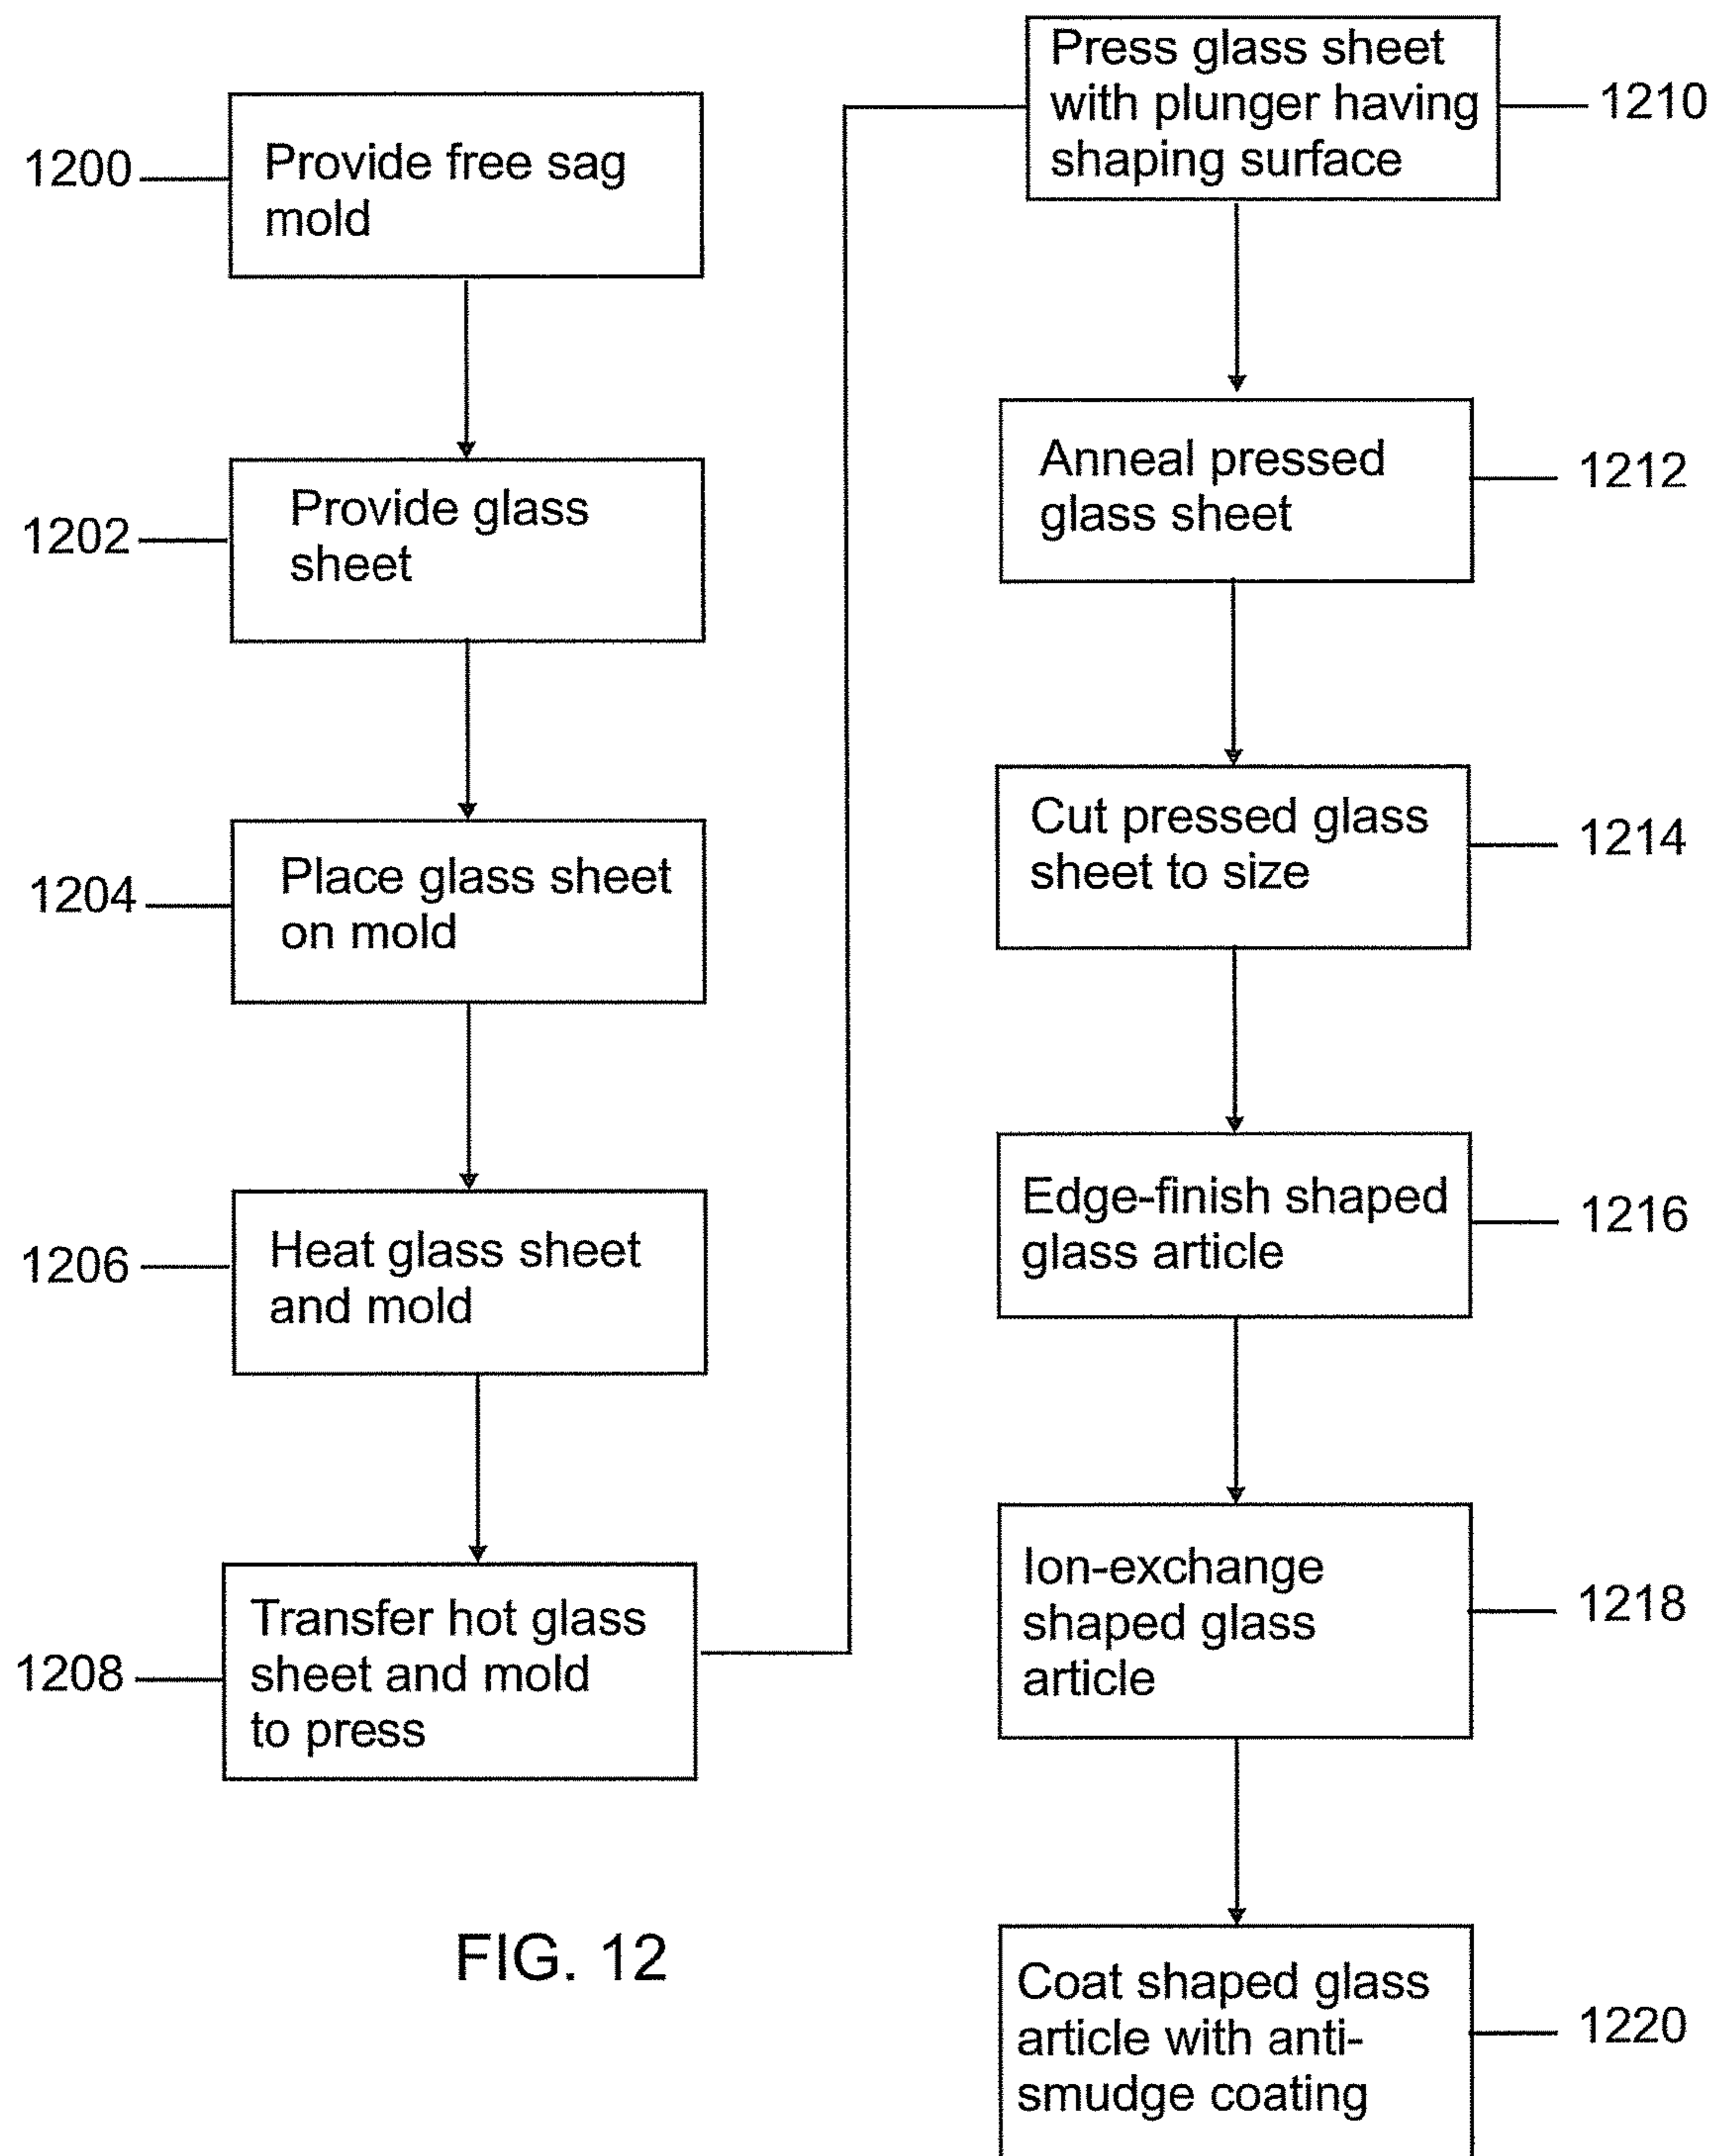 1200
Provide free sag
mold
1202
Provide glass
sheet
1204
Place glass sheet
on mold
1206
Heat glass sheet
and mold
1208
Transfer hot glass
sheet and mold
to press
Press glass sheet
with plunger having
shaping surface
1210
Anneal pressed
glass sheet
1212
Cut pressed glass
sheet to size
1214
Edge-finish shaped
glass article
1216
Ion-exchange
shaped glass
article
1218
Coat shaped glass
article with anti-
smudge coating
1220
FIG. 12